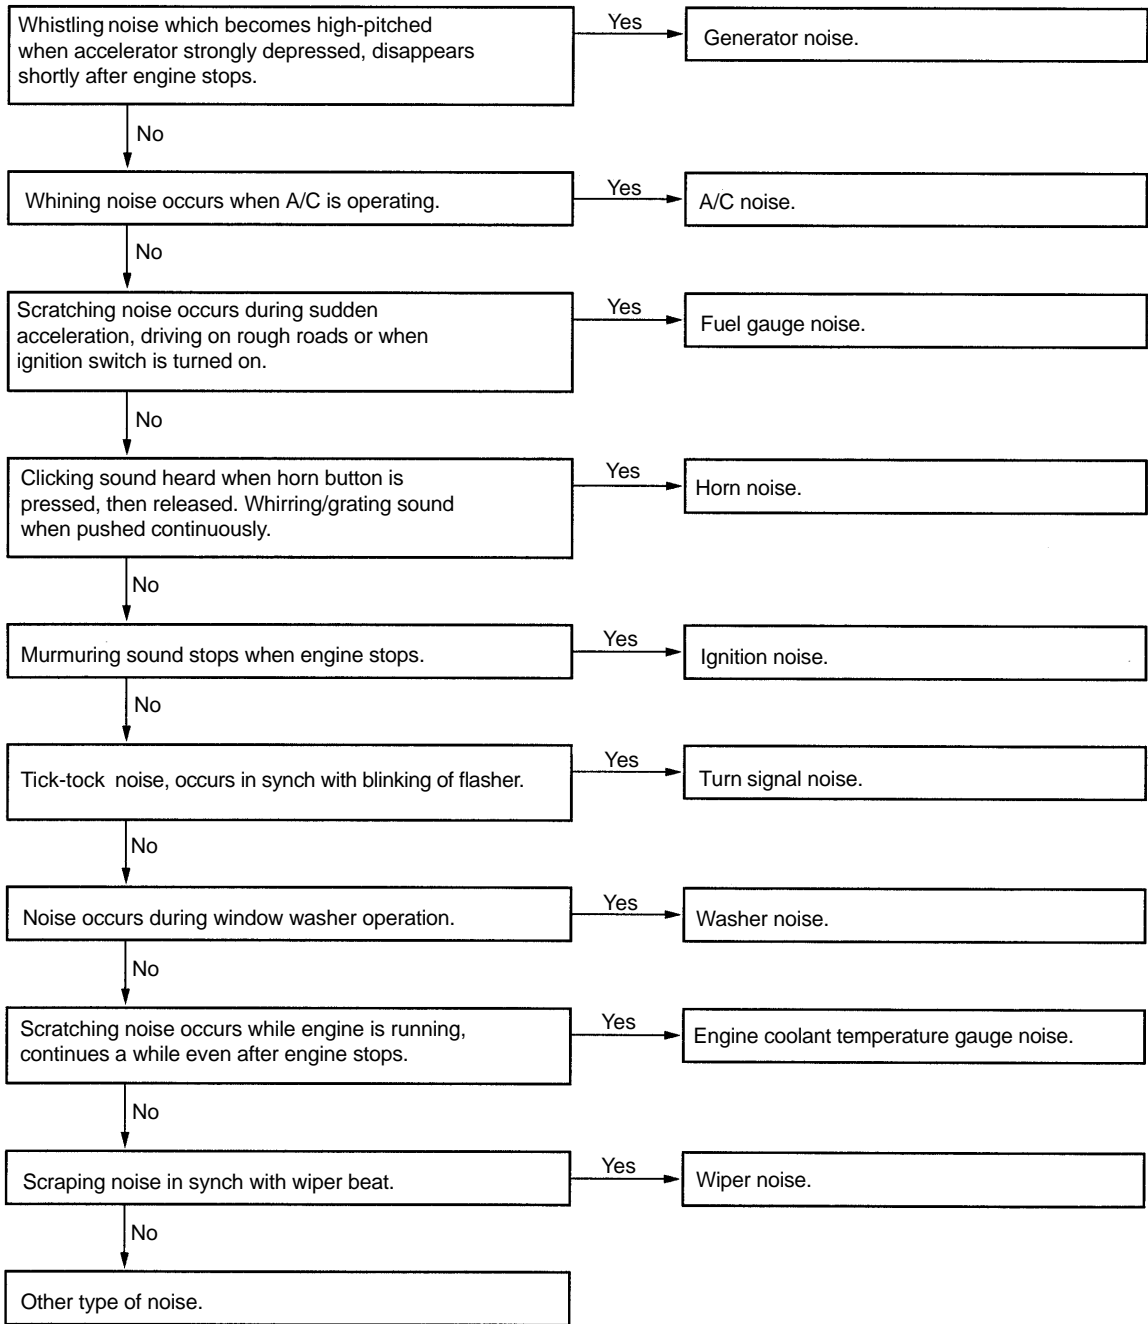 Whistling noise which becomes high-pitched
when accelerator strongly depressed, disappears
shortly after engine stops.
Yes
Generator noise.
No
Whining noise occurs when A/C is operating.
Yes
A/C noise.
No
Scratching noise occurs during sudden
acceleration, driving on rough roads or when
ignition switch is turned on.
Yes
Fuel gauge noise.
No
Clicking sound heard when horn button is
pressed, then released. Whirring/grating sound
when pushed continuously.
Yes
Horn noise.
No
Murmuring sound stops when engine stops.
Yes
Ignition noise.
No
Tick-tock noise, occurs in synch with blinking of flasher.
Yes
Turn signal noise.
No
Noise occurs during window washer operation.
Yes
Washer noise.
No
Scratching noise occurs while engine is running,
continues a while even after engine stops.
Yes
Engine coolant temperature gauge noise.
No
Scraping noise in synch with wiper beat.
Yes
Wiper noise.
No
Other type of noise.